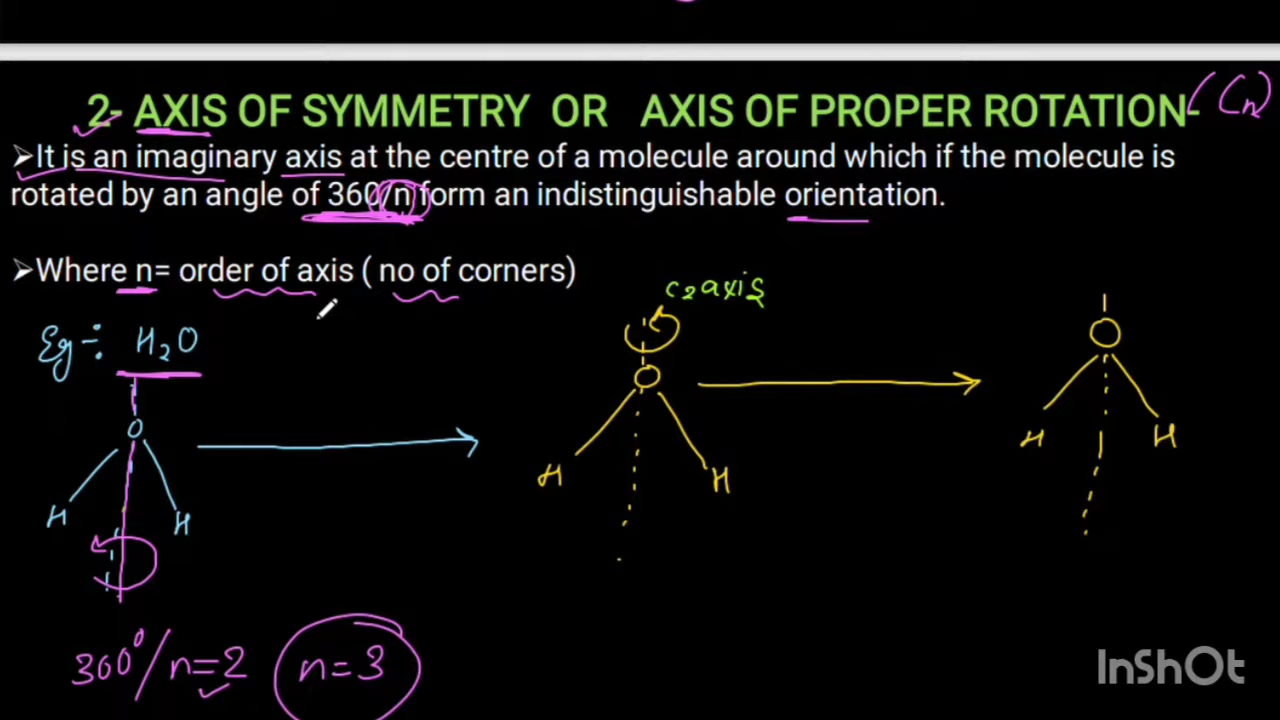 2- AXIS OF SYMMETRY OR AXIS OF PROPER ROTATION- (Cn)
➢It is an imaginary axis at the centre of a molecule around which if the molecule is
rotated by an angle of 360/n form an indistinguishable orientation.
➢Where n= order of axis ( no of corners)
C₂ axis
Eg:- H₂O
O O O
H H H H H H
360°/n=2 n=3
InShOt